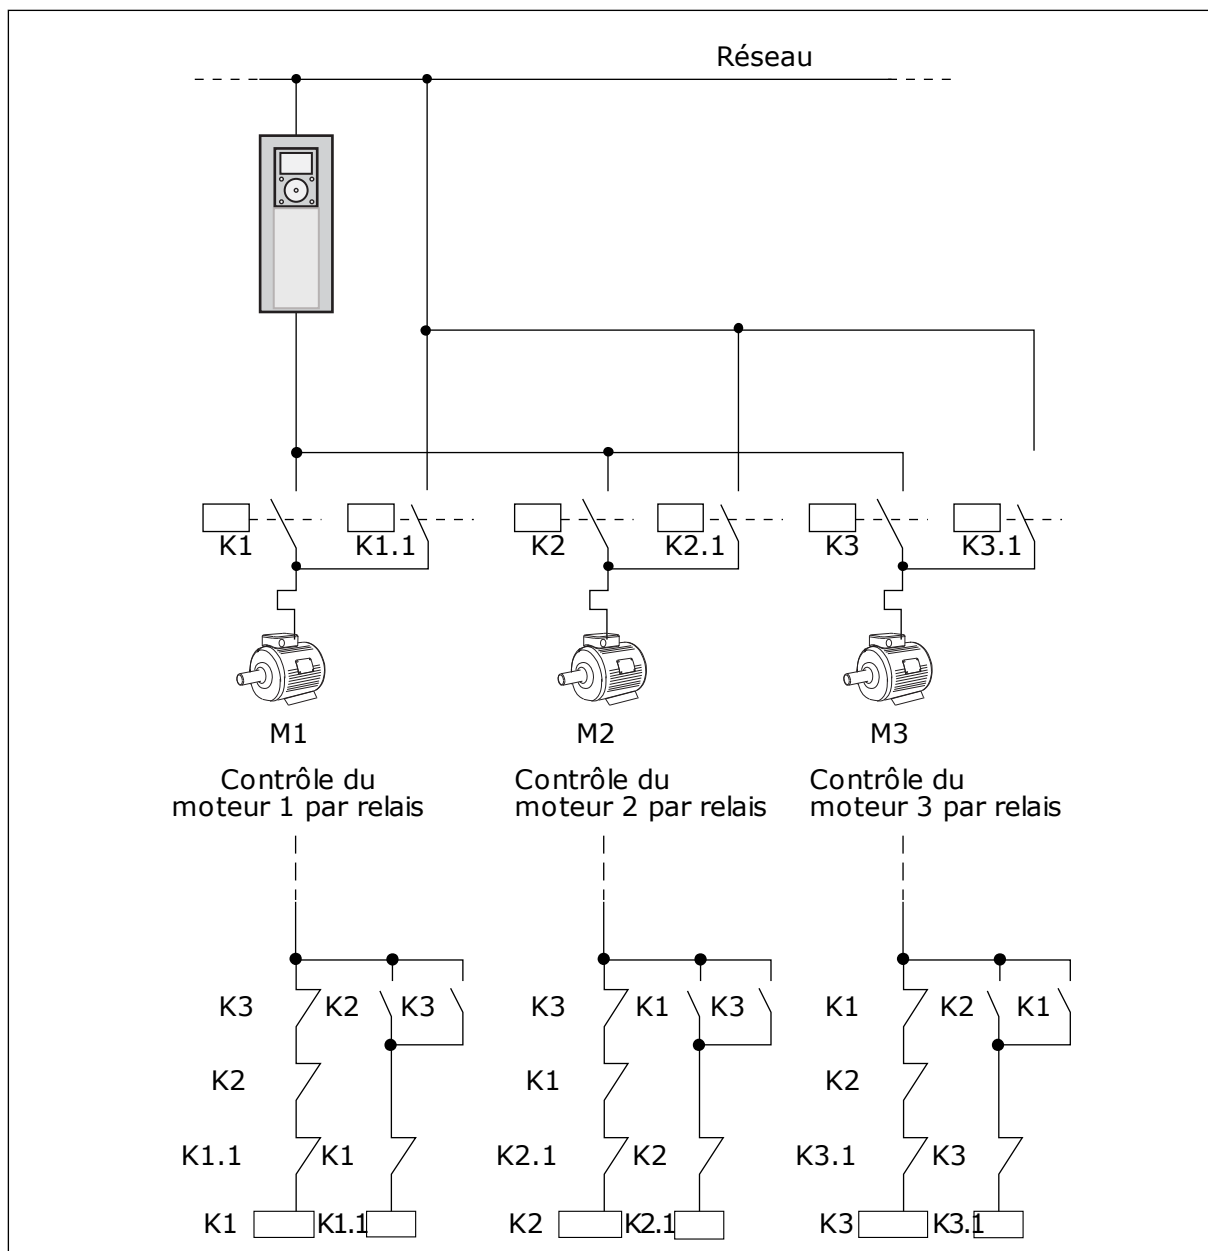 Réseau
K1 K1.1 K2 K2.1 K3 K3.1
M1 M2 M3
Contrôle du
moteur 1 par relais
Contrôle du
moteur 2 par relais
Contrôle du
moteur 3 par relais
K3 K2 K3 K3 K1 K3 K1 K2 K1
K2 K1 K2
K1.1 K1 K2.1 K2 K3.1 K3
K1 K1.1 K2 K2.1 K3 K3.1